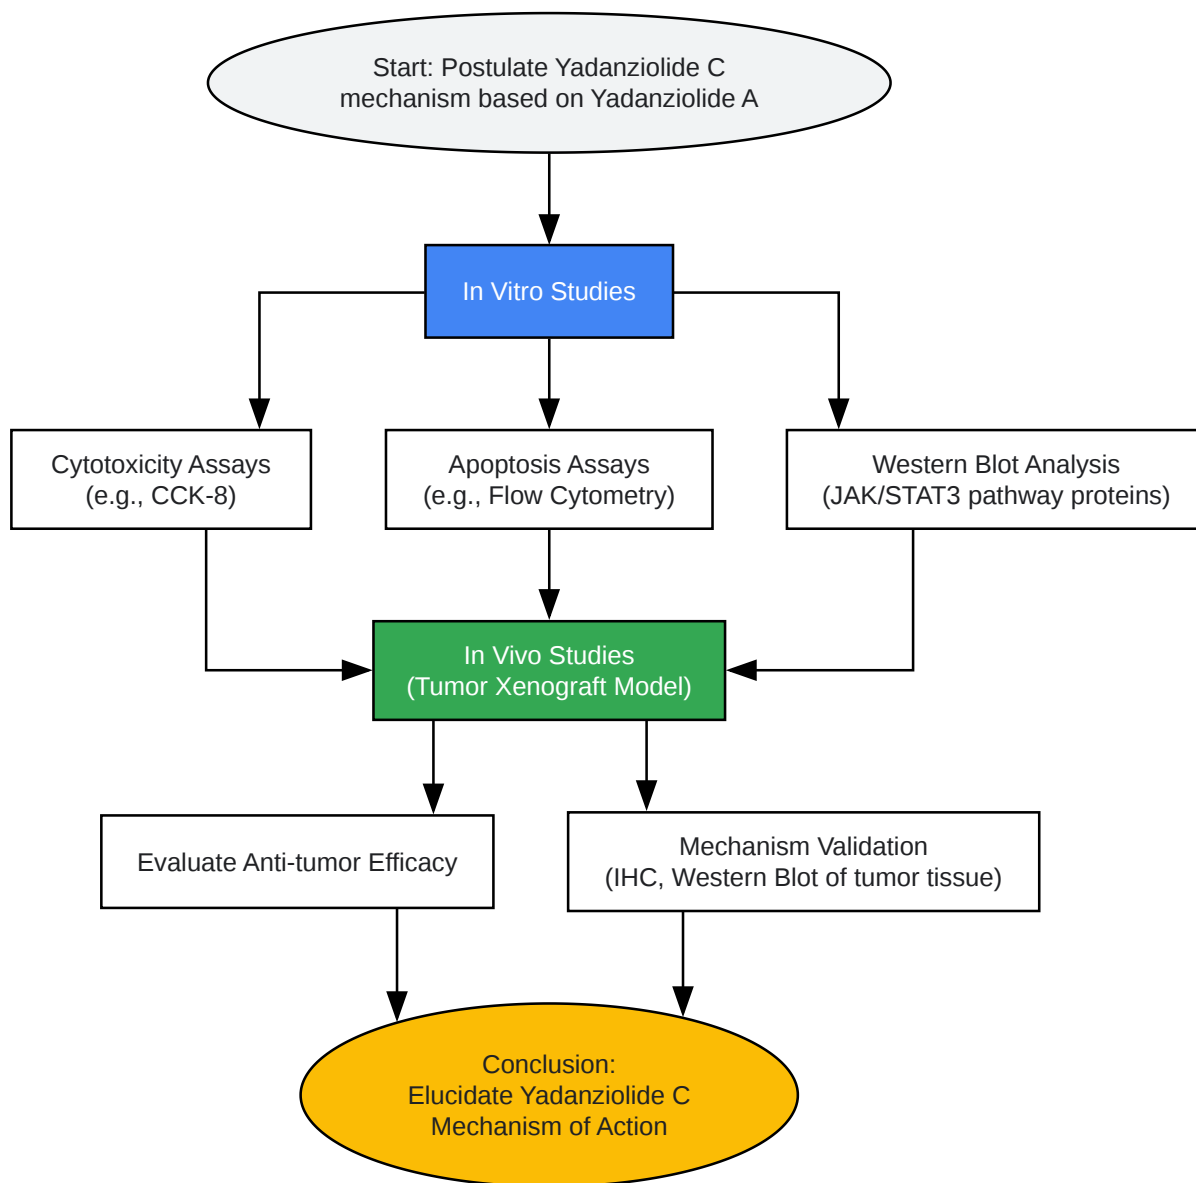 Start: Postulate Yadanziolide C
mechanism based on Yadanziolide A
In Vitro Studies
Cytotoxicity Assays
(e.g., CCK-8)
Apoptosis Assays
(e.g., Flow Cytometry)
Western Blot Analysis
(JAK/STAT3 pathway proteins)
In Vivo Studies
(Tumor Xenograft Model)
Evaluate Anti-tumor Efficacy
Mechanism Validation
(IHC, Western Blot of tumor tissue)
Conclusion:
Elucidate Yadanziolide C
Mechanism of Action